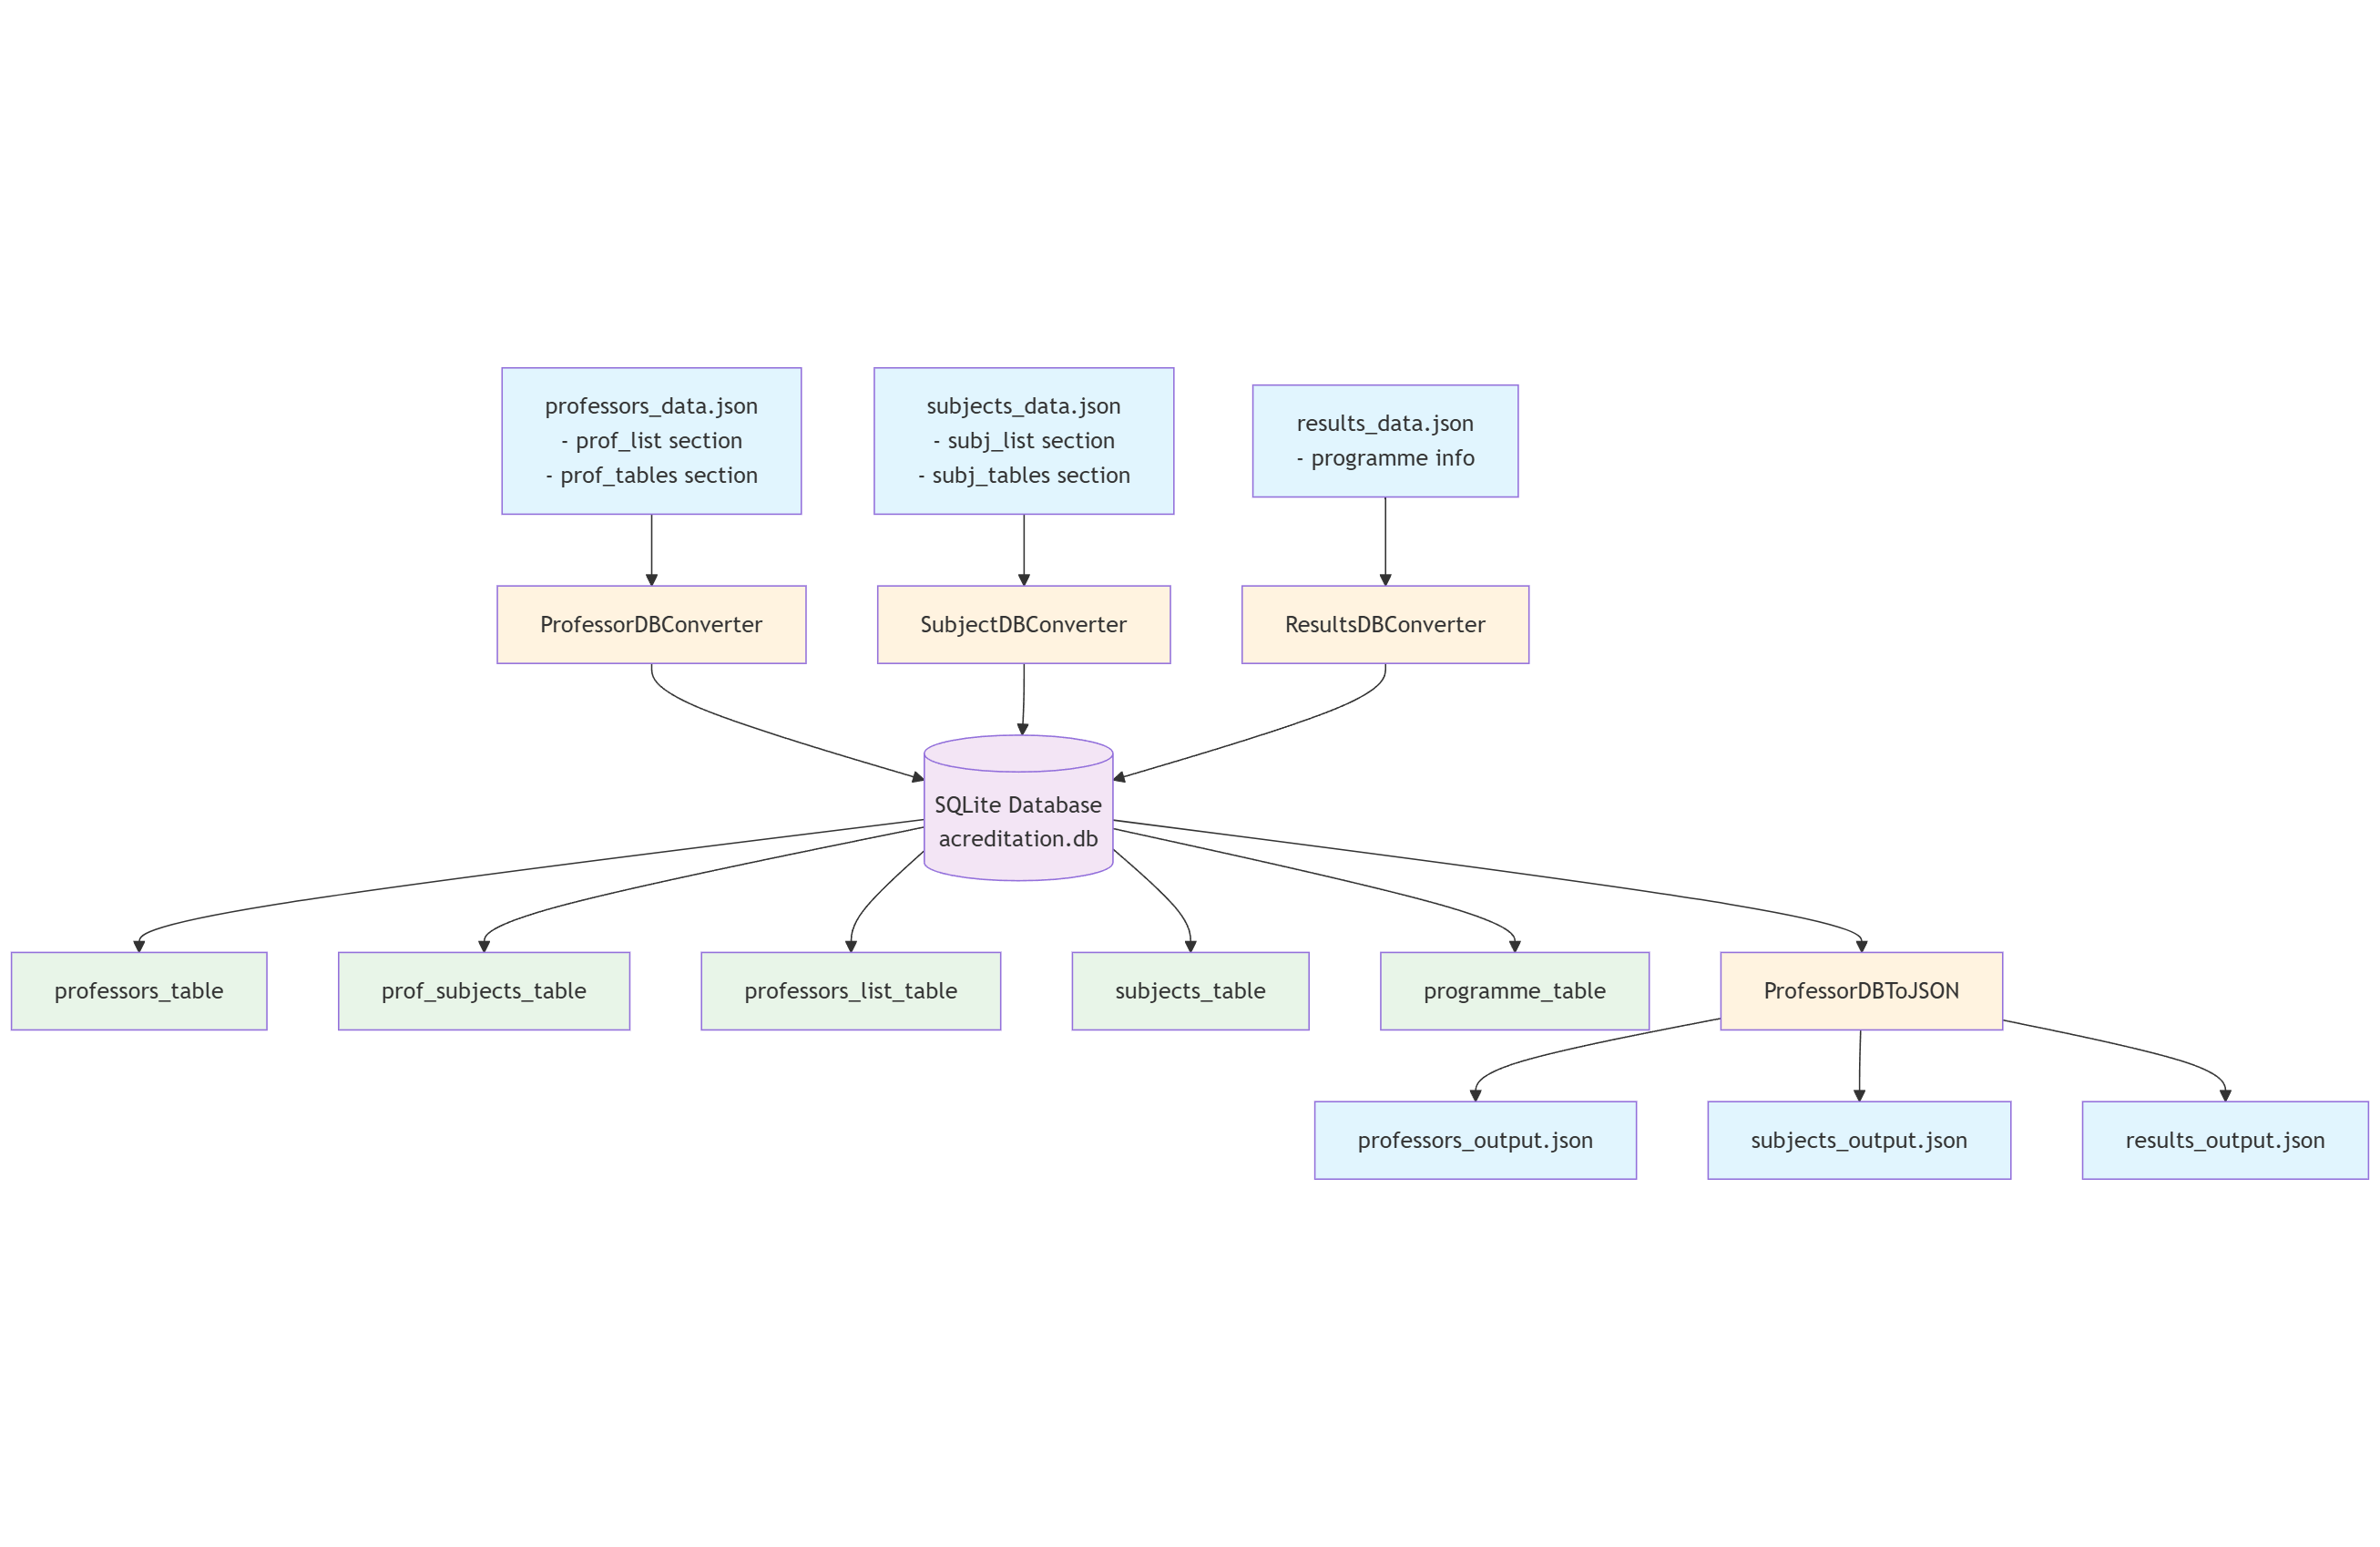 professors_data.json
- prof_list section
- prof_tables section
subjects_data.json
- subj_list section
- subj_tables section
results_data.json
- programme info
ProfessorDBConverter
SubjectDBConverter
ResultsDBConverter
SQLite Database
acreditation.db
professors_table
prof_subjects_table
professors_list_table
subjects_table
programme_table
ProfessorDBToJSON
professors_output.json
subjects_output.json
results_output.json